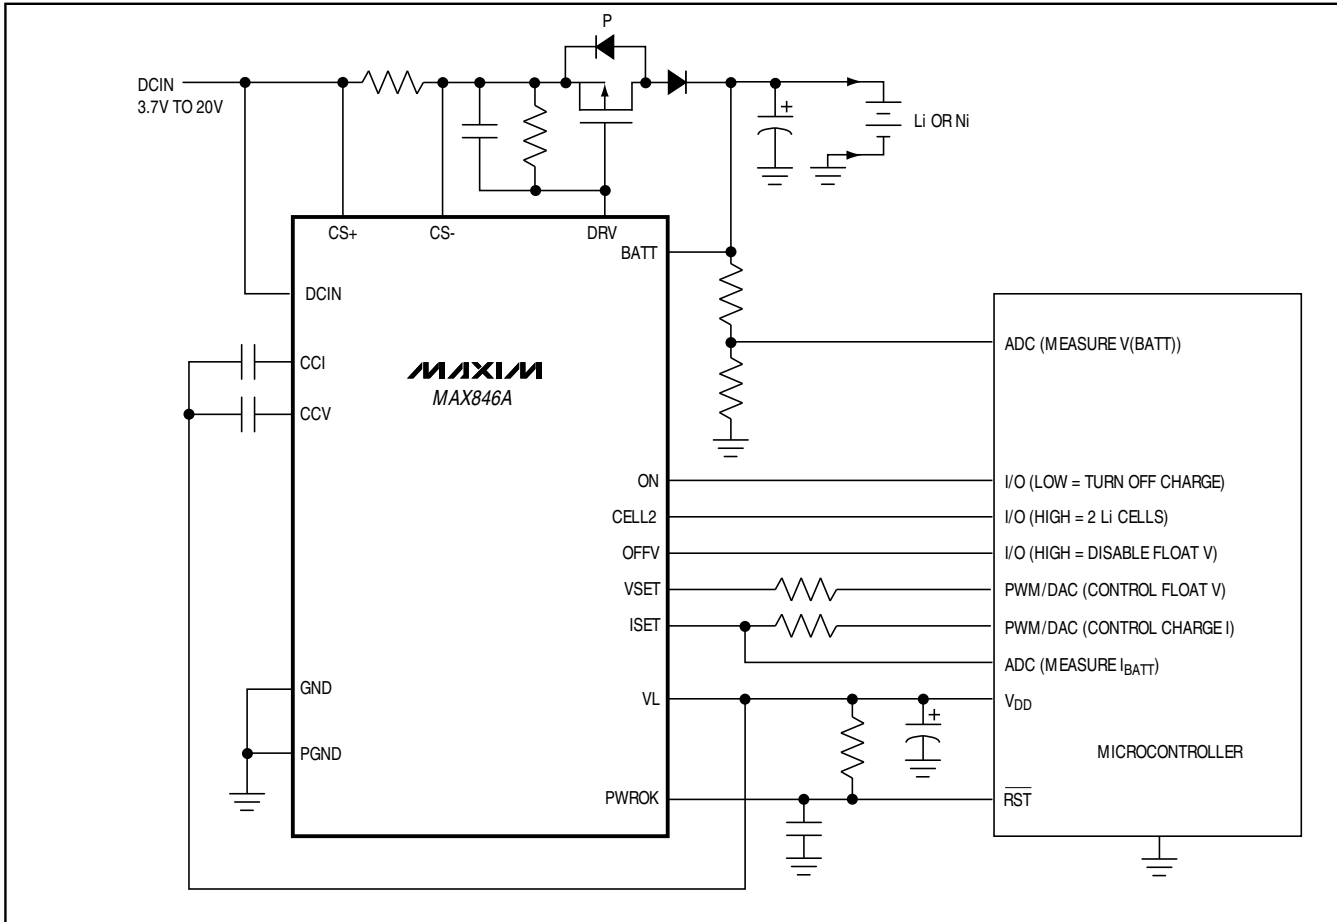 P
DCIN
3.7V TO 20V
+
Li OR Ni
CS+
CS-
DRV
BATT
DCIN
ADC (MEASURE V(BATT))
CCI
MAXIM
MAX846A
CCV
ON
I/O (LOW = TURN OFF CHARGE)
CELL2
I/O (HIGH = 2 Li CELLS)
OFFV
I/O (HIGH = DISABLE FLOAT V)
VSET
PWM/DAC (CONTROL FLOAT V)
ISET
PWM/DAC (CONTROL CHARGE I)
ADC (MEASURE IBATT)
GND
VL
VDD
+
PGND
MICROCONTROLLER
PWROK
RST